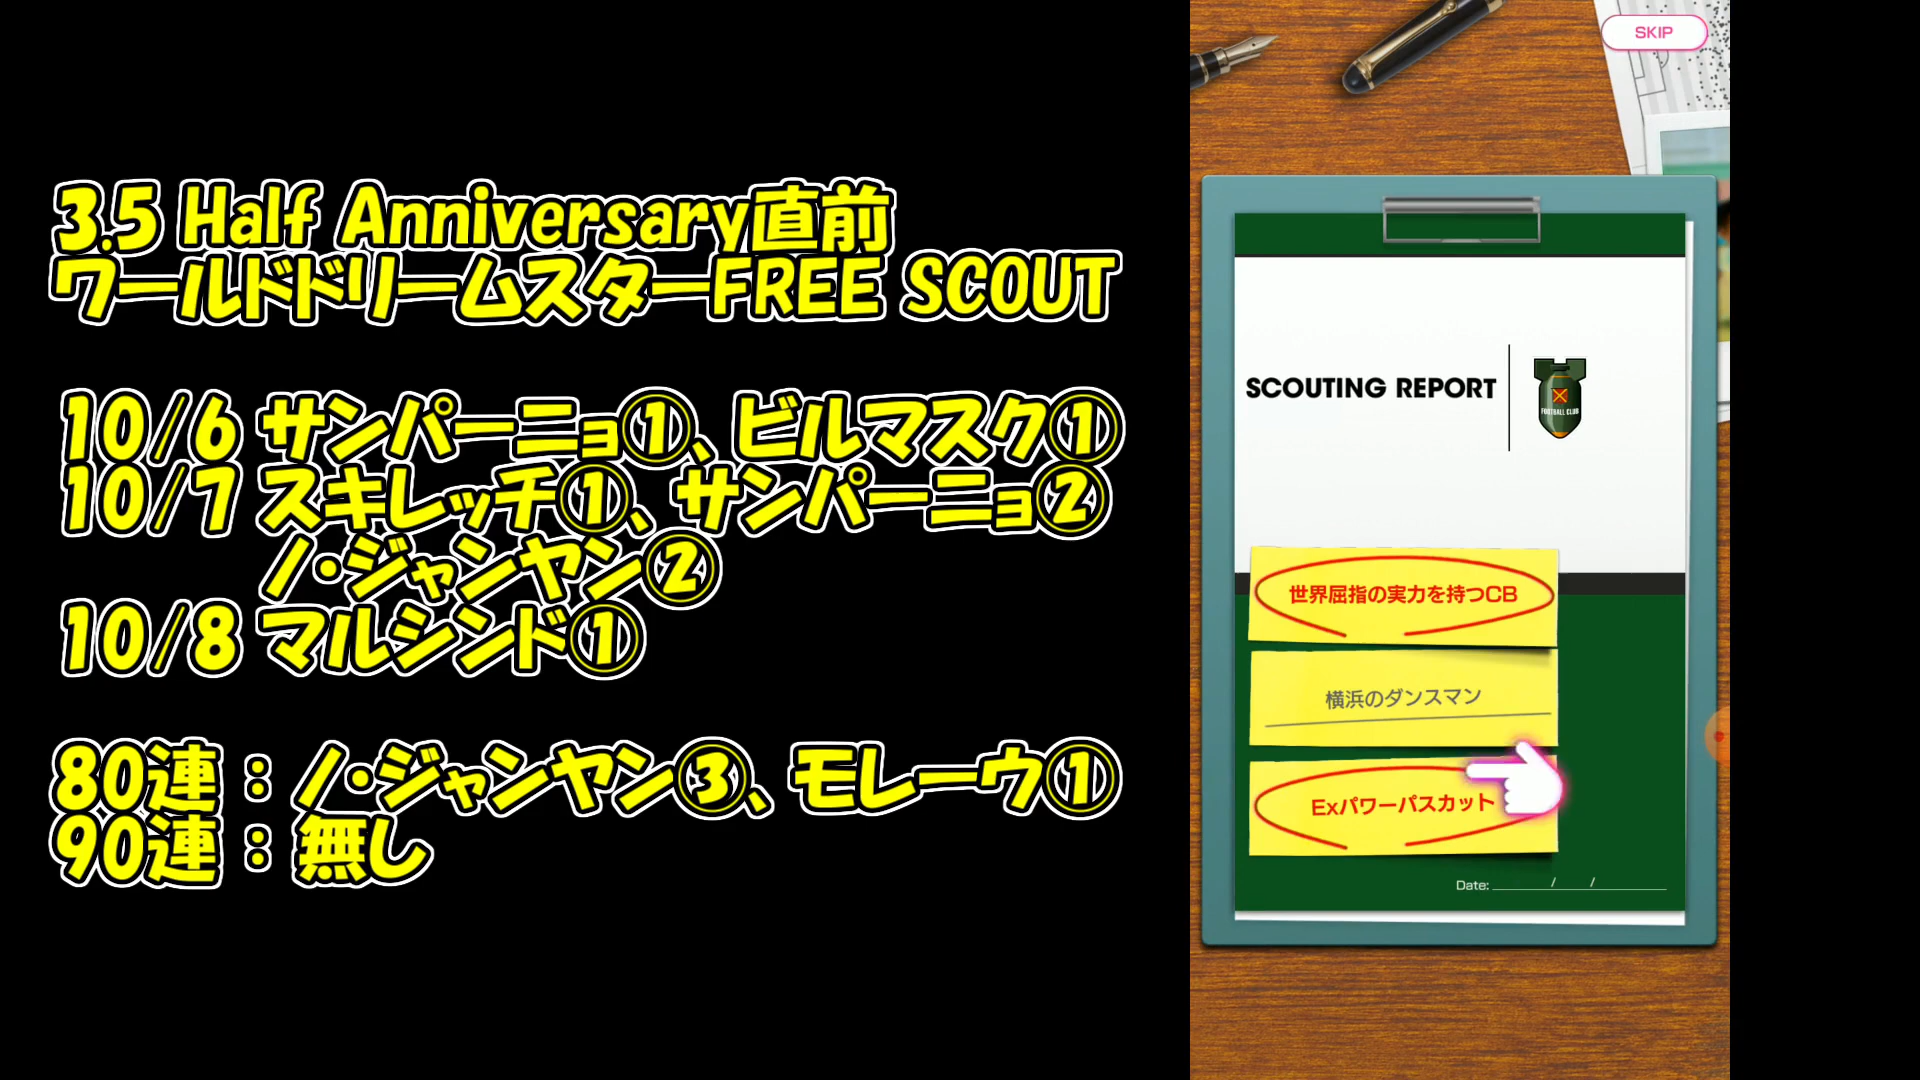 3.5 Half Anniversary直前
ワールドドリームスターFREE SCOUT
10/6 サンパーニョ①、ビルマスク①
10/7 スキレッチ①、サンパーニョ②
ノ・ジャンヤン②
10/8 マルシンド①
80連：ノ・ジャンヤン③、モレーウ①
90連：無し
SKIP
SCOUTING REPORT
FOOTBALL CLUB
世界屈指の実力を持つCB
横浜のダンスマン
Exパワーパスカット
Date: / /